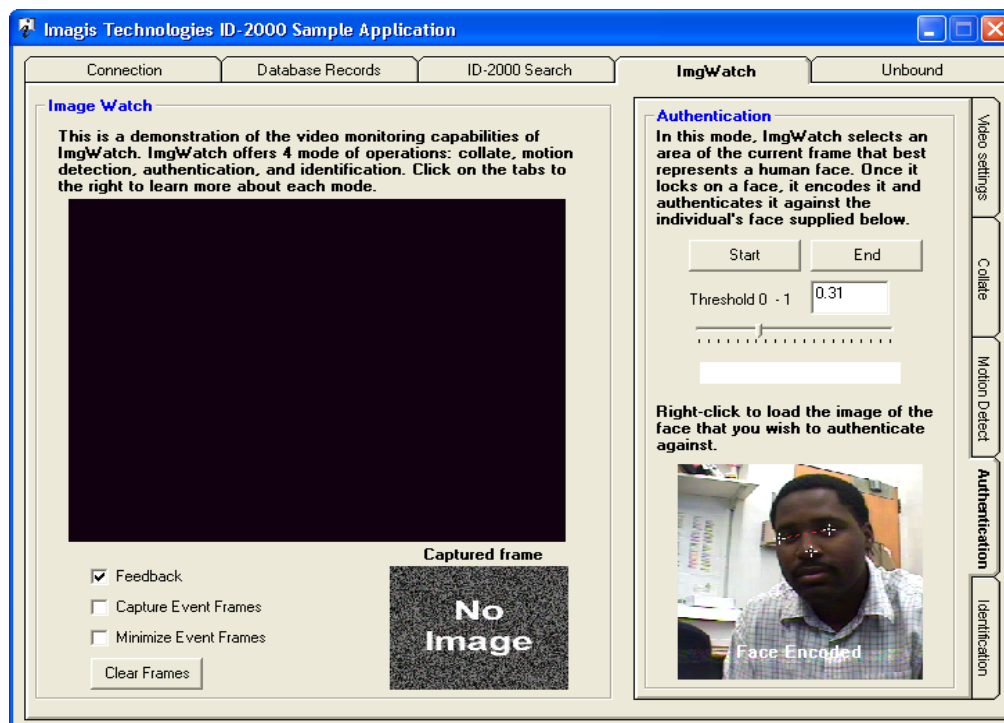 Imagis Technologies ID-2000 Sample Application
Connection
Database Records
ID-2000 Search
ImgWatch
Unbound
Image Watch
This is a demonstration of the video monitoring capabilities of
ImgWatch. ImgWatch offers 4 mode of operations: collate, motion
detection, authentication, and identification. Click on the tabs to
the right to learn more about each mode.
Captured frame
No
Image
Feedback
Capture Event Frames
Minimize Event Frames
Clear Frames
Authentication
In this mode, ImgWatch selects an
area of the current frame that best
represents a human face. Once it
locks on a face, it encodes it and
authenticates it against the
individual's face supplied below.
Start
End
Threshold 0 - 1
0.31
Right-click to load the image of the
face that you wish to authenticate
against.
Face Encoded
Video settings
Collate
Motion Detect
Authentication
Identification